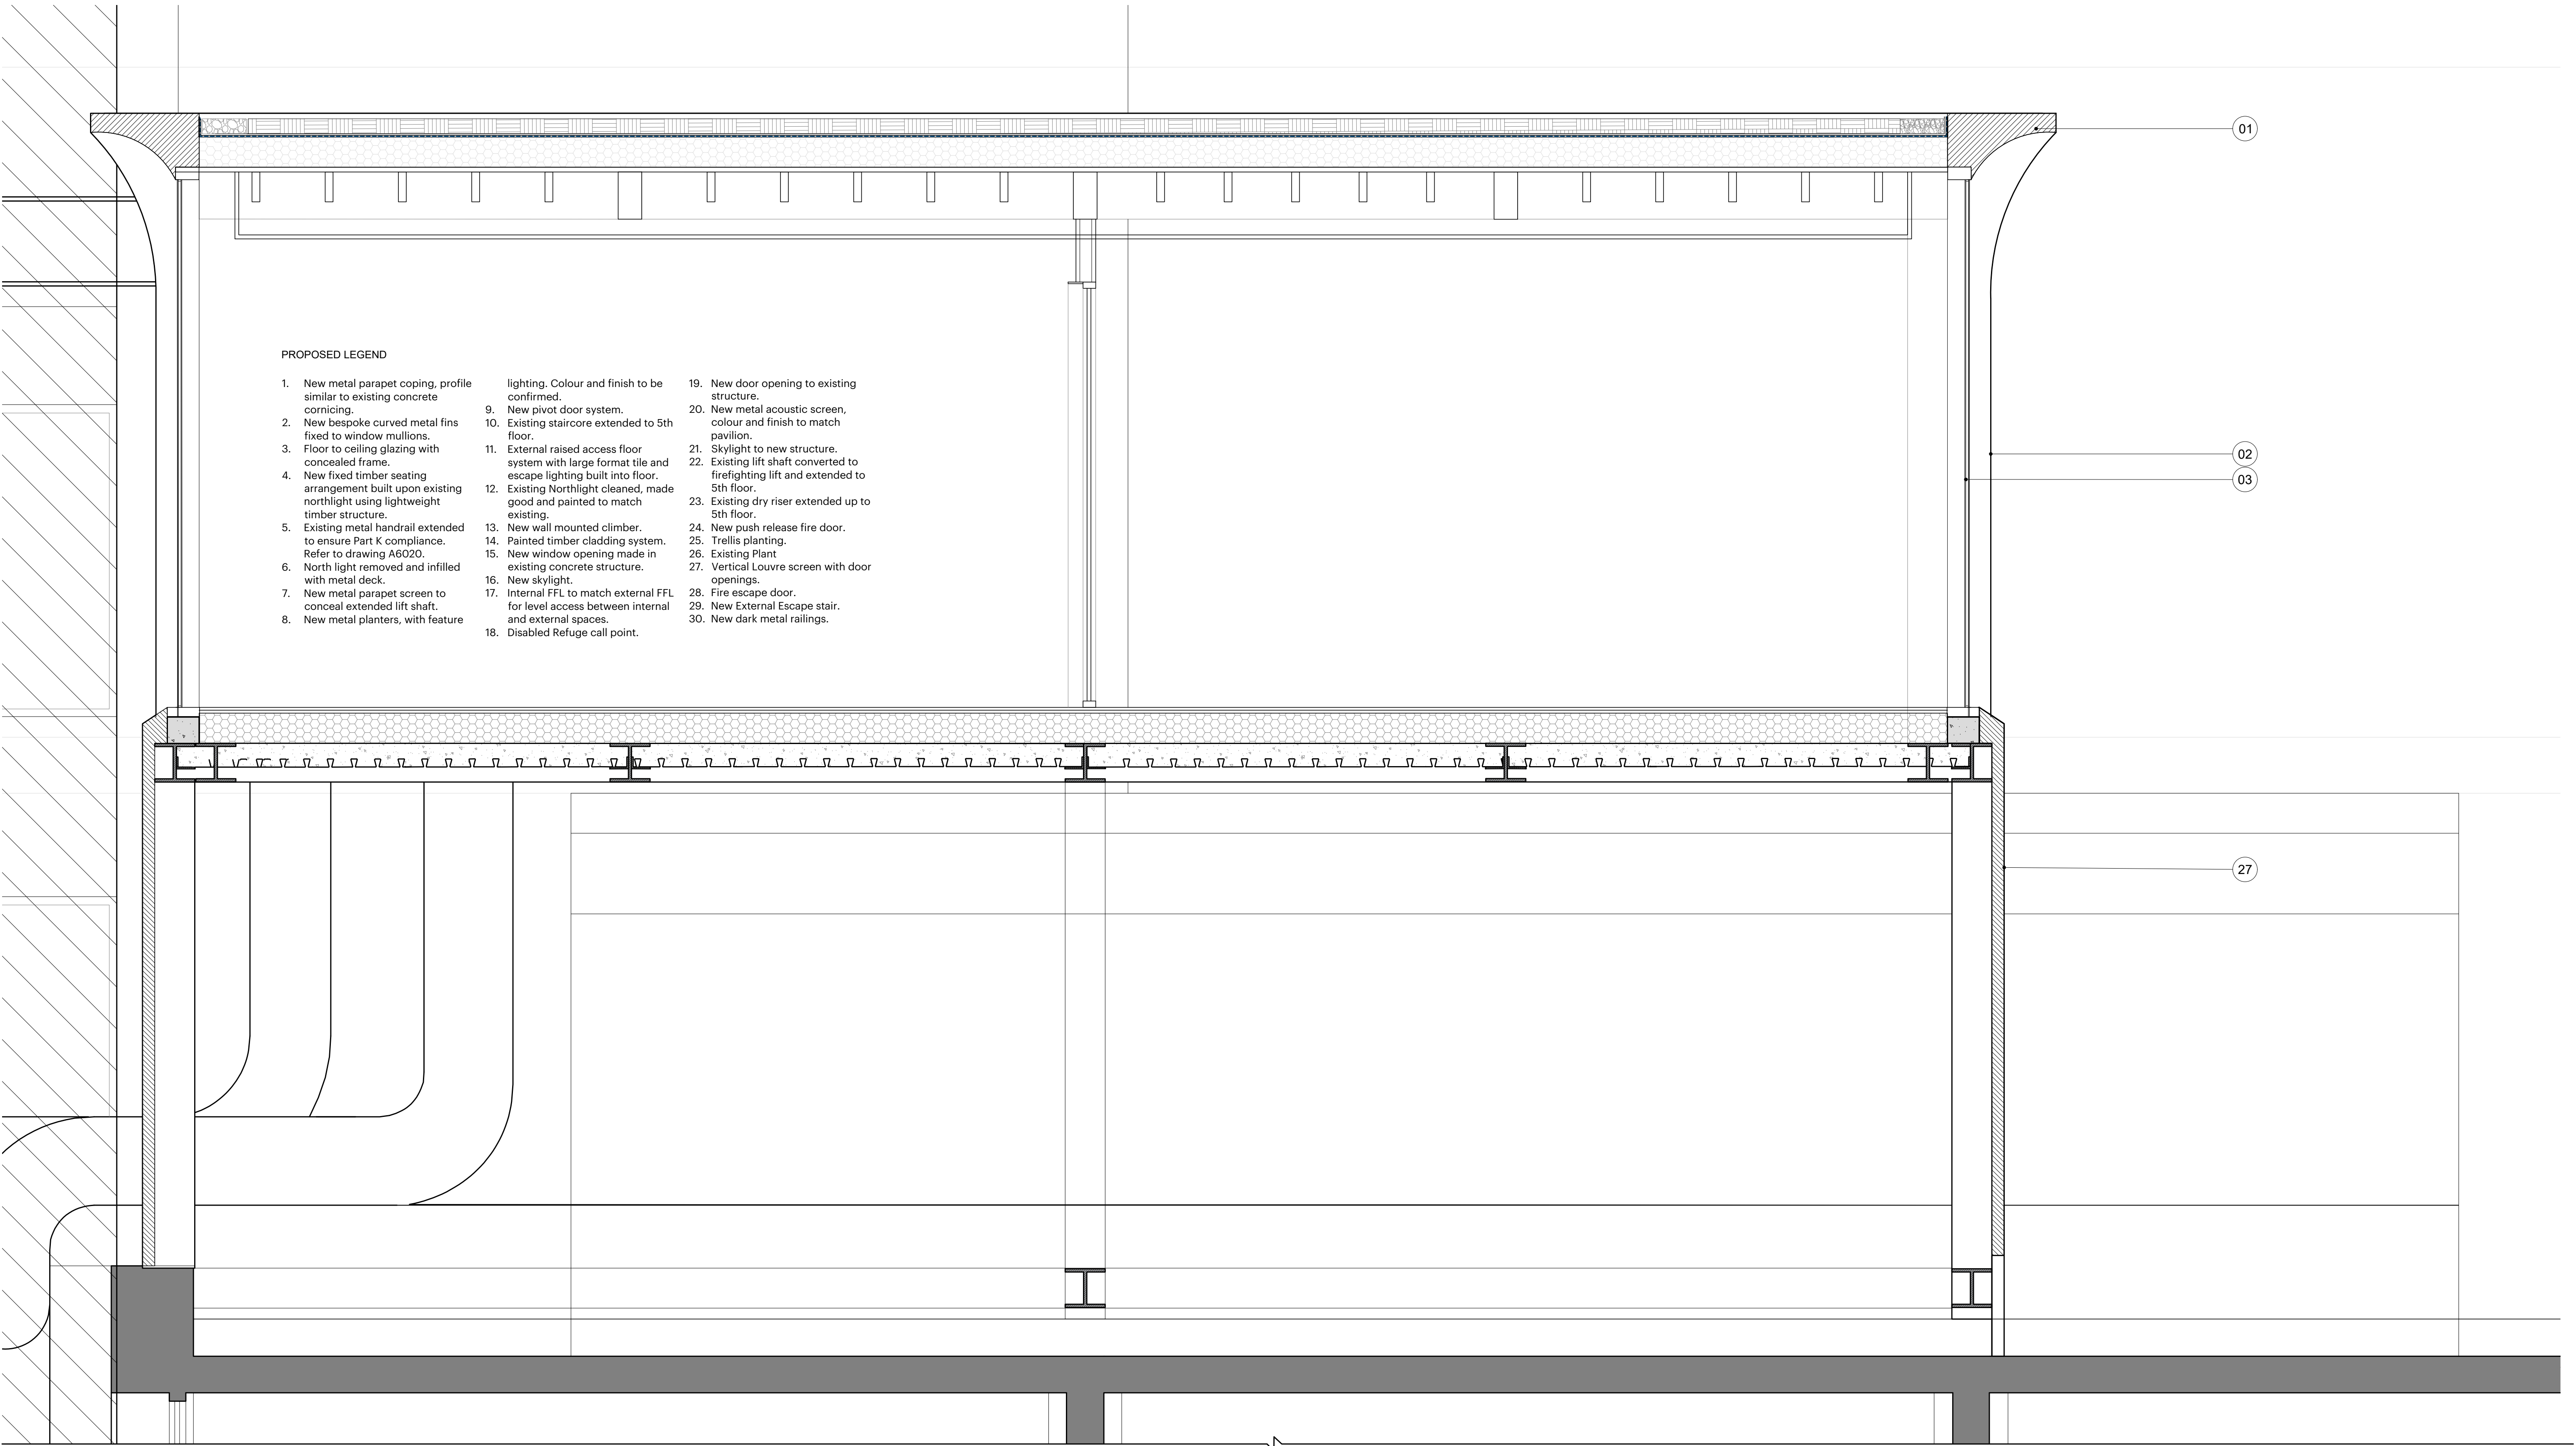 01
PROPOSED LEGEND
1. New metal parapet coping, profile
similar to existing concrete
cornicing.
2. New bespoke curved metal fins
fixed to window mullions.
3. Floor to ceiling glazing with
concealed frame.
4. New fixed timber seating
arrangement built upon existing
northlight using lightweight
timber structure.
5. Existing metal handrail extended
to ensure Part K compliance.
Refer to drawing A6020.
6. North light removed and infilled
with metal deck.
7. New metal parapet screen to
conceal extended lift shaft.
8. New metal planters, with feature
lighting. Colour and finish to be
confirmed.
9. New pivot door system.
10. Existing staircore extended to 5th
floor.
11. External raised access floor
system with large format tile and
escape lighting built into floor.
12. Existing Northlight cleaned, made
good and painted to match
existing.
13. New wall mounted climber.
14. Painted timber cladding system.
15. New window opening made in
existing concrete structure.
16. New skylight.
17. Internal FFL to match external FFL
for level access between internal
and external spaces.
18. Disabled Refuge call point.
19. New door opening to existing
structure.
20. New metal acoustic screen,
colour and finish to match
pavilion.
21. Skylight to new structure.
22. Existing lift shaft converted to
firefighting lift and extended to
5th floor.
23. Existing dry riser extended up to
5th floor.
24. New push release fire door.
25. Trellis planting.
26. Existing Plant
27. Vertical Louvre screen with door
openings.
28. Fire escape door.
29. New External Escape stair.
30. New dark metal railings.
02
03
27